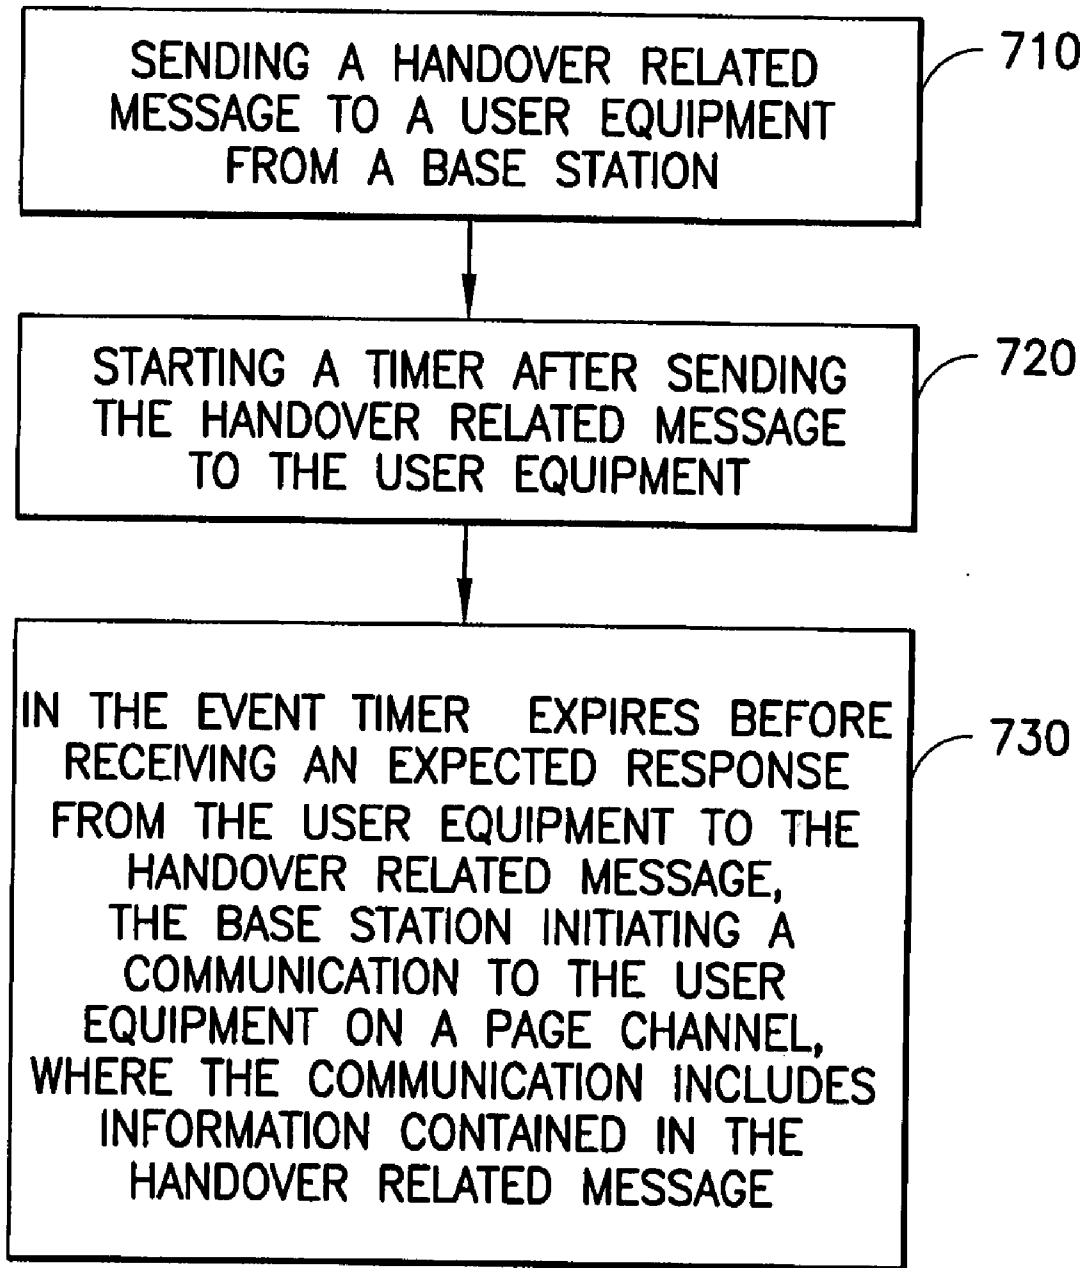 SENDING A HANDOVER RELATED
MESSAGE TO A USER EQUIPMENT
FROM A BASE STATION
710
STARTING A TIMER AFTER SENDING
THE HANDOVER RELATED MESSAGE
TO THE USER EQUIPMENT
720
IN THE EVENT TIMER EXPIRES BEFORE
RECEIVING AN EXPECTED RESPONSE
FROM THE USER EQUIPMENT TO THE
HANDOVER RELATED MESSAGE,
THE BASE STATION INITIATING A
COMMUNICATION TO THE USER
EQUIPMENT ON A PAGE CHANNEL,
WHERE THE COMMUNICATION INCLUDES
INFORMATION CONTAINED IN THE
HANDOVER RELATED MESSAGE
730